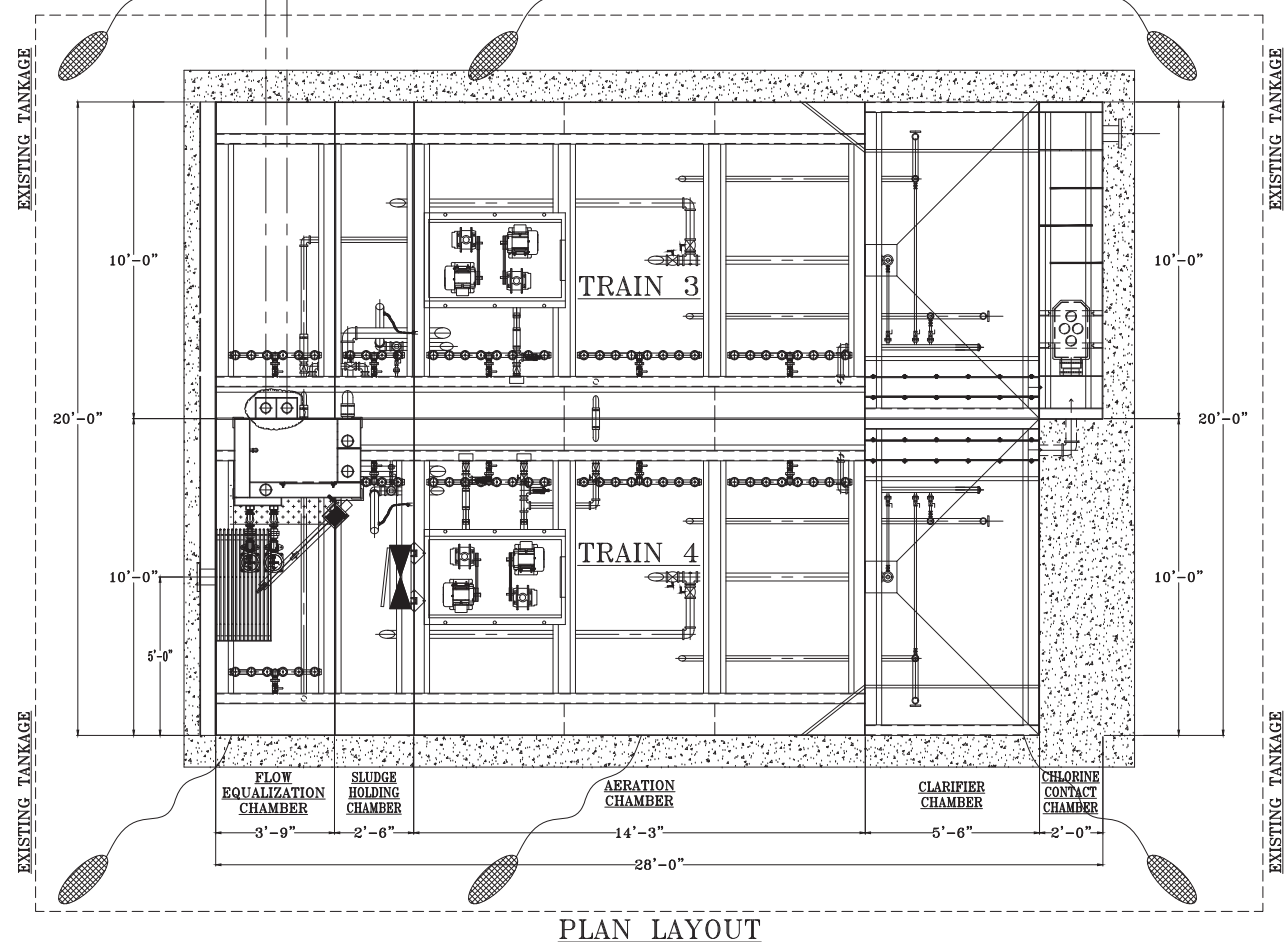 EXISTING TANKAGE
EXISTING TANKAGE
10'-0"
10'-0"
TRAIN 3
20'-0"
20'-0"
TRAIN 4
10'-0"
10'-0"
5'-0"
EXISTING TANKAGE
EXISTING TANKAGE
FLOW
EQUALIZATION
CHAMBER
SLUDGE
HOLDING
CHAMBER
AERATION
CHAMBER
CLARIFIER
CHAMBER
CHLORINE
CONTACT
CHAMBER
3'-9"
2'-6"
14'-3"
5'-6"
2'-0"
28'-0"
PLAN LAYOUT